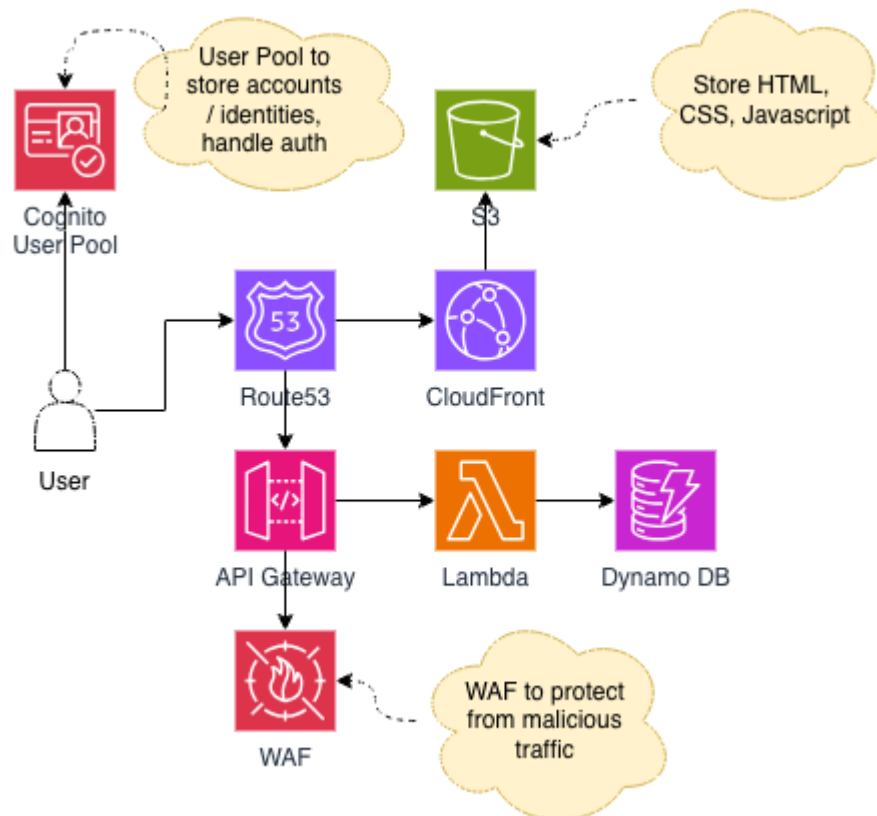 User Pool to
store accounts
/ identities,
handle auth
Store HTML,
CSS, Javascript
Cognito
User Pool
S3
53
Route53
CloudFront
User
</>
API Gateway
Lambda
Dynamo DB
WAF to protect
from malicious
traffic
WAF